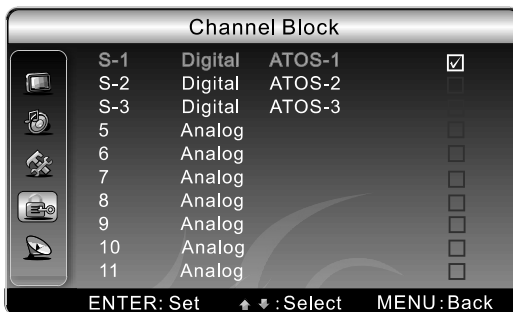 Channel Block
S-1 Digital ATOS-1
S-2 Digital ATOS-2
S-3 Digital ATOS-3
5 Analog
6 Analog
7 Analog
8 Analog
9 Analog
10 Analog
11 Analog
ENTER: Set : Select MENU: Back